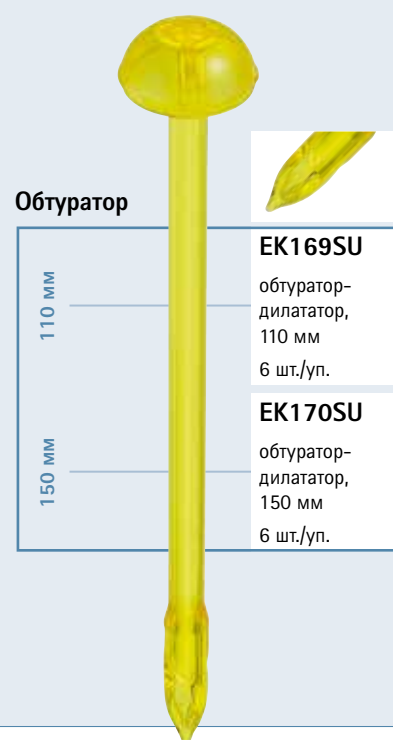 Обтуратор
110 мм
EK169SU
обтуратор-
дилататор,
110 мм
6 шт./уп.
150 мм
EK170SU
обтуратор-
дилататор,
150 мм
6 шт./уп.